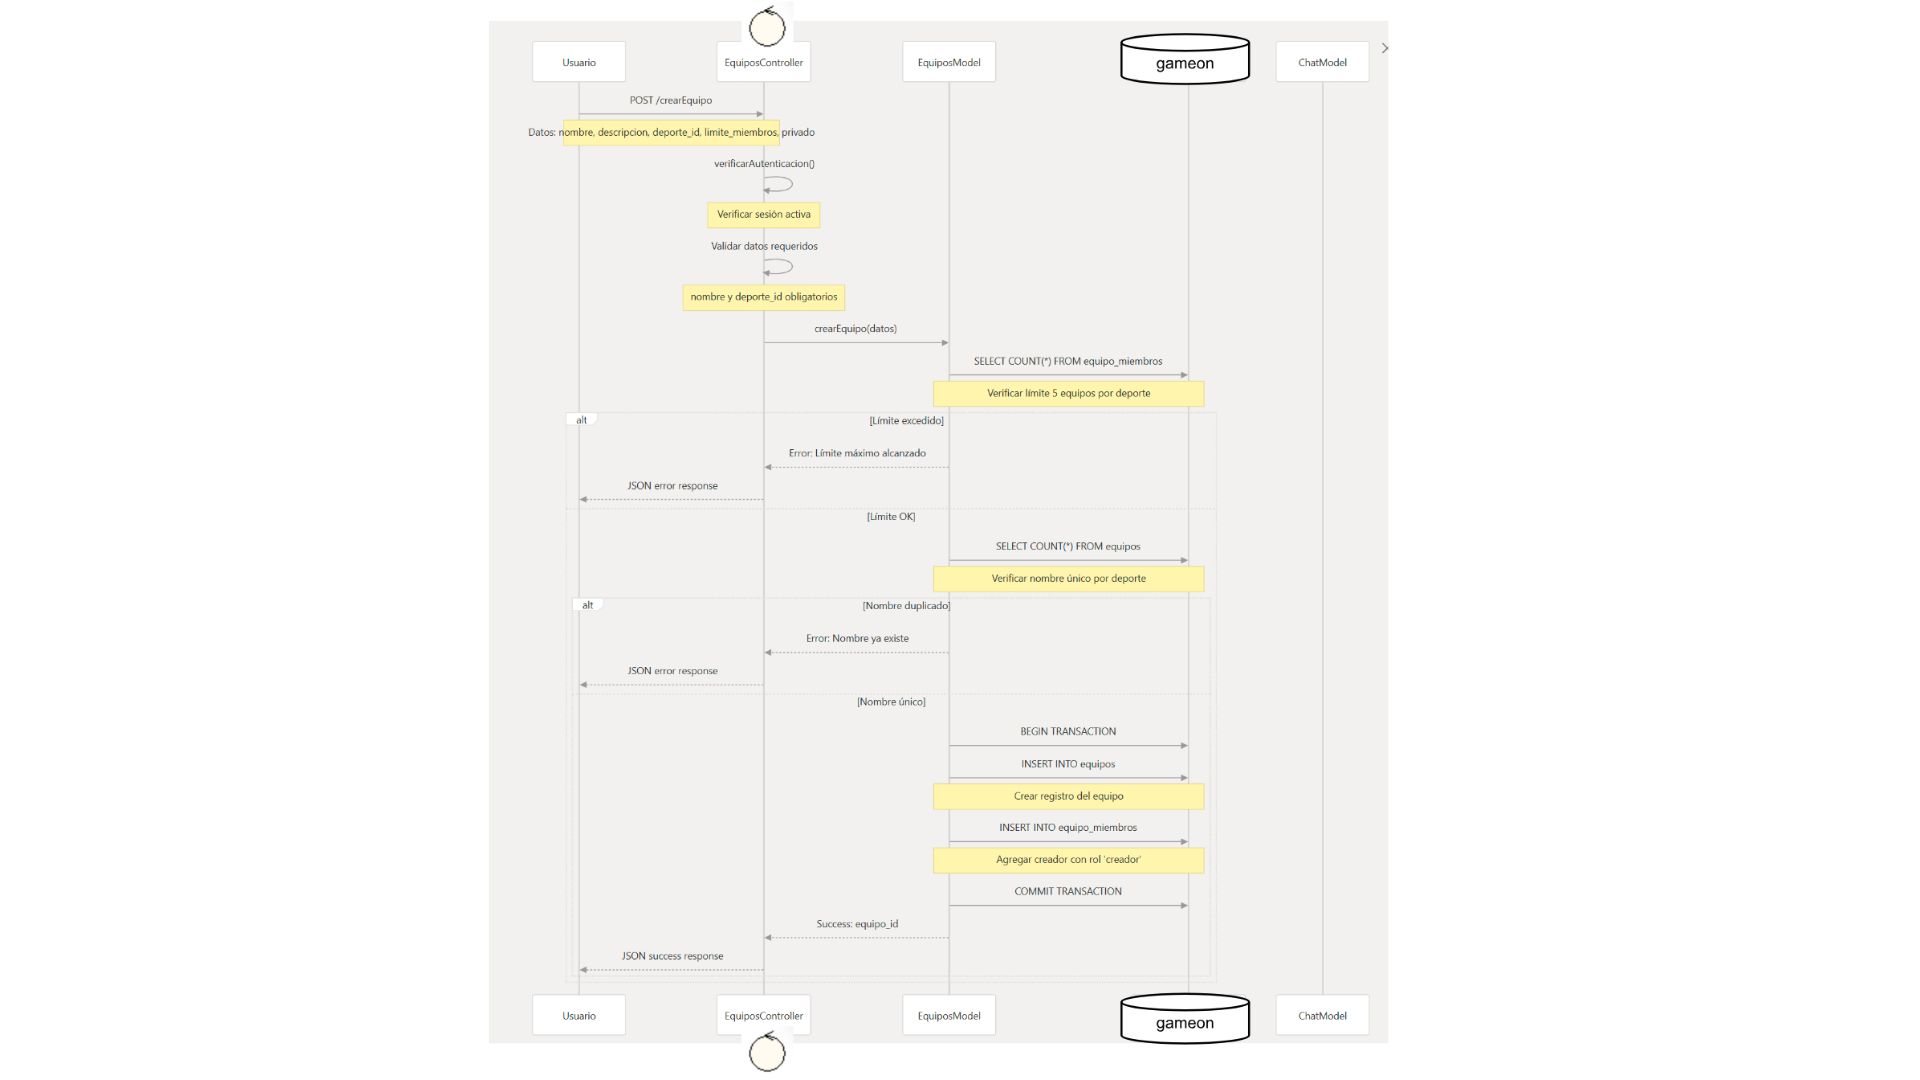 Usuario
EquiposController
EquiposModel
gameon
ChatModel
POST /crearEquipo
Datos: nombre, descripcion, deporte_id, limite_miembros, privado
verificarAutenticacion()
Verificar sesión activa
Validar datos requeridos
nombre y deporte_id obligatorios
crearEquipo(datos)
SELECT COUNT(*) FROM equipo_miembros
Verificar límite 5 equipos por deporte
alt
[Límite excedido]
Error: Límite máximo alcanzado
JSON error response
[Límite OK]
SELECT COUNT(*) FROM equipos
Verificar nombre único por deporte
alt
[Nombre duplicado]
Error: Nombre ya existe
JSON error response
[Nombre único]
BEGIN TRANSACTION
INSERT INTO equipos
Crear registro del equipo
INSERT INTO equipo_miembros
Agregar creador con rol 'creador'
COMMIT TRANSACTION
Success: equipo_id
JSON success response
Usuario
EquiposController
EquiposModel
gameon
ChatModel